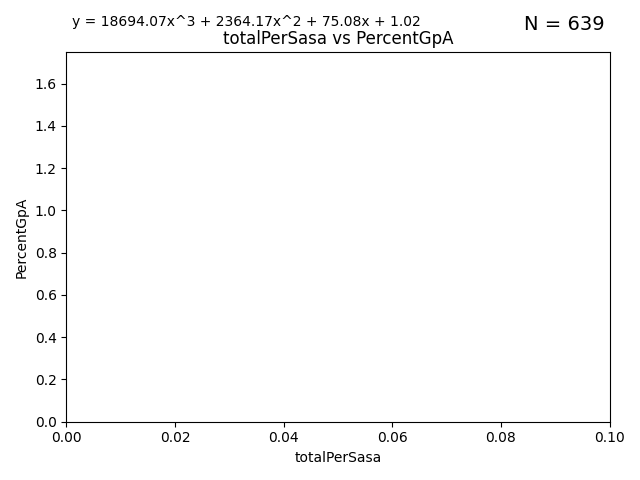 y = 18694.07x^3 + 2364.17x^2 + 75.08x + 1.02
N = 639
totalPerSasa vs PercentGpA
1.6
1.4
1.2
1.0
0.8
0.6
0.4
0.2
0.0
PercentGpA
0.00 0.02 0.04 0.06 0.08 0.10
totalPerSasa